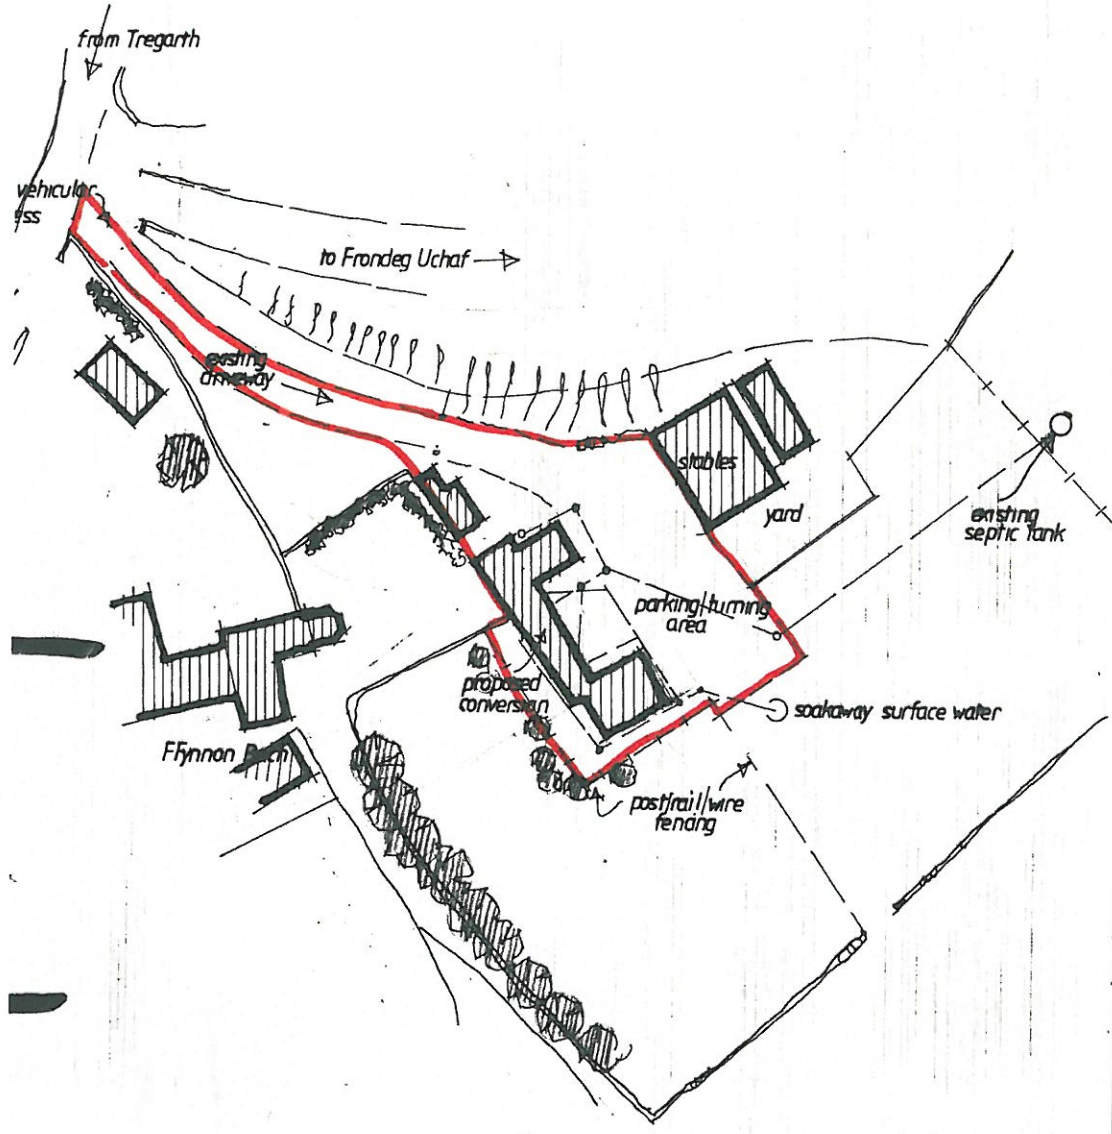 from Tregarth
vehicular
ess
to Frondeg Uchaf
existing
driveway
stables
yard
existing
septic tank
parking/turning
area
proposed
conversion
soakaway surface water
Ffynnon
post/rail/wire
fencing